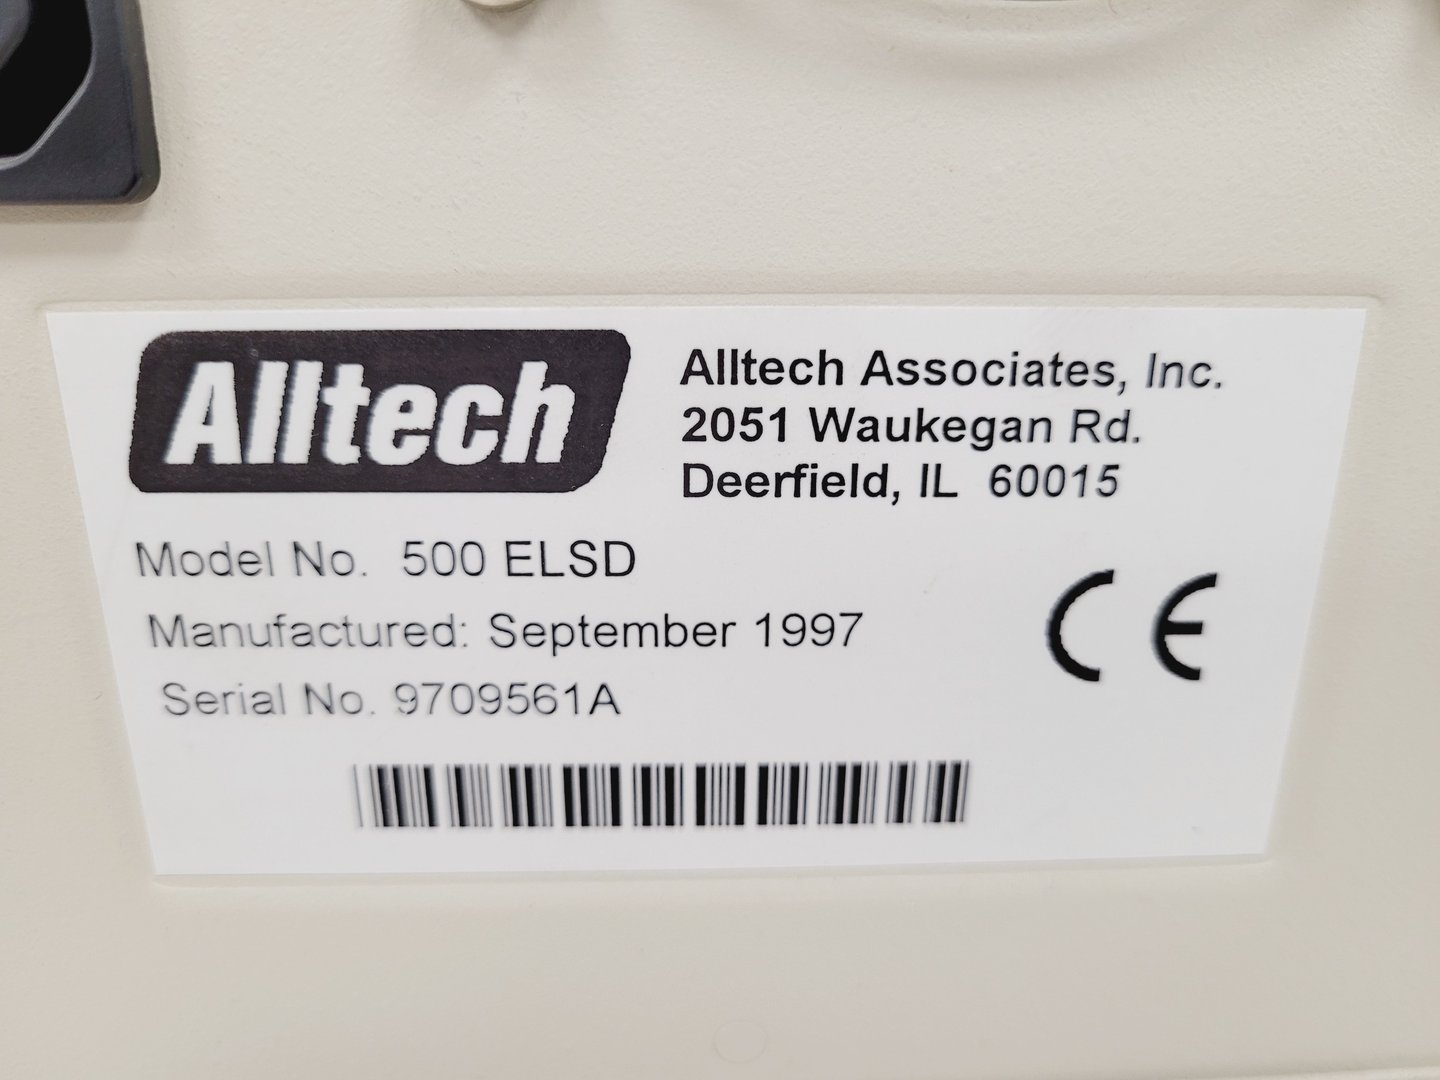 Alltech
Alltech Associates, Inc.
2051 Waukegan Rd.
Deerfield, IL 60015
Model No. 500 ELSD
Manufactured: September 1997
Serial No. 9709561A
CE